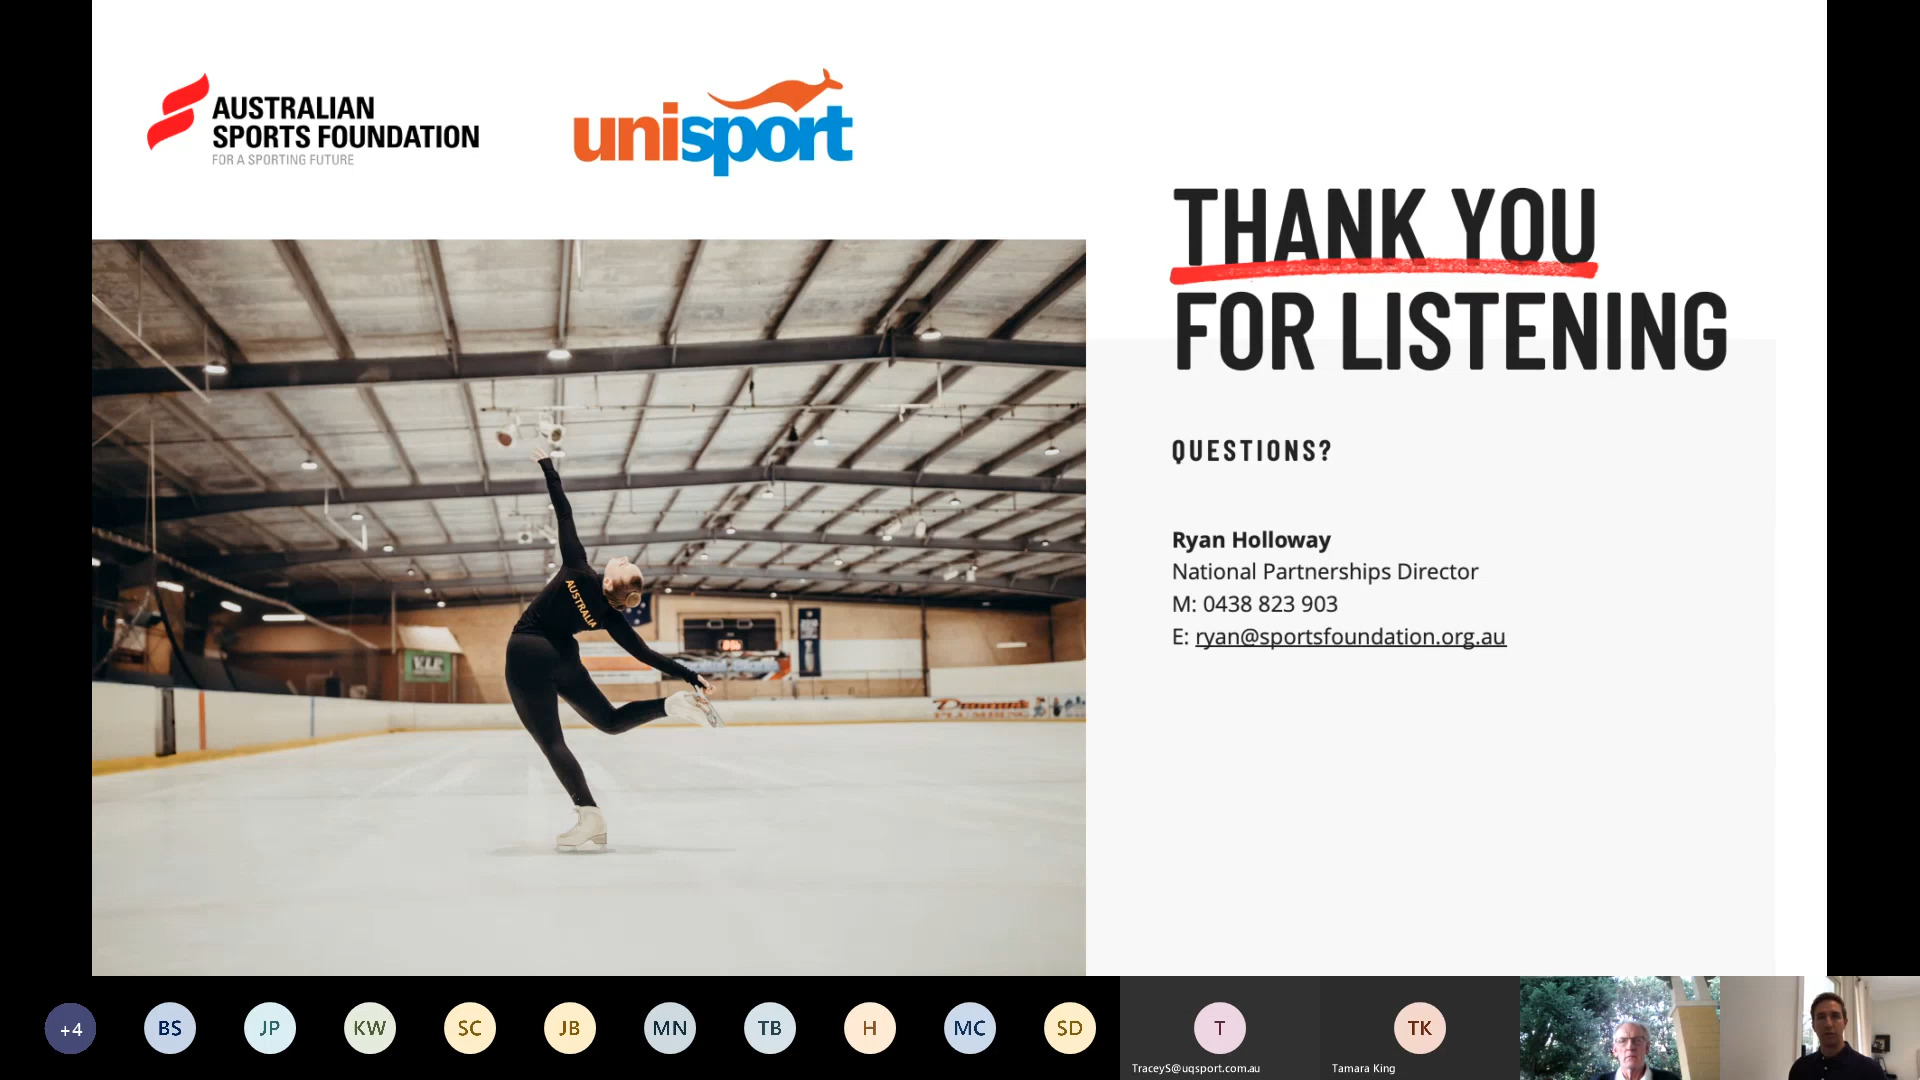 AUSTRALIAN
SPORTS FOUNDATION
FOR A SPORTING FUTURE
unisport
THANK YOU
FOR LISTENING
QUESTIONS?
Ryan Holloway
National Partnerships Director
M: 0438 823 903
E: ryan@sportsfoundation.org.au
AUSTRALIA
V.I.P.
PLUMBING
+4
BS
JP
KW
SC
JB
MN
TB
H
MC
SD
T
TK
TraceyS@uqsport.com.au
Tamara King